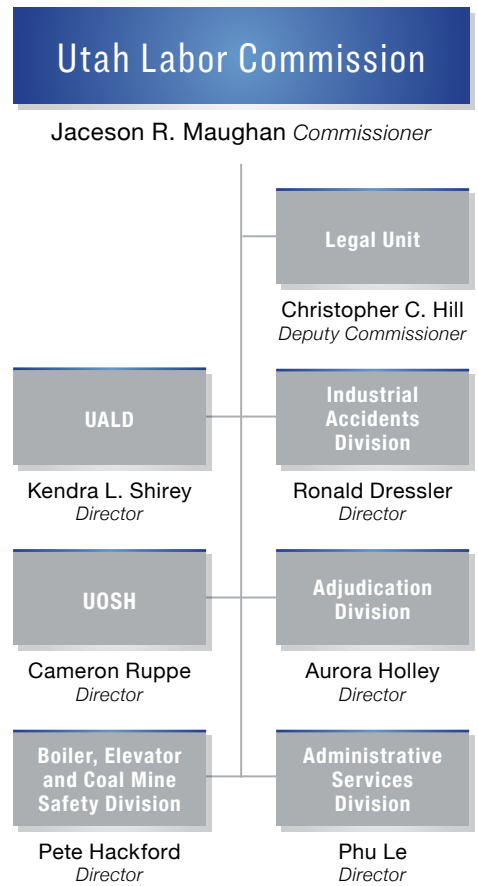 Utah Labor Commission
Jaceson R. Maughan Commissioner
Legal Unit
Christopher C. Hill
Deputy Commissioner
UALD
Kendra L. Shirey
Director
Industrial
Accidents
Division
Ronald Dressler
Director
UOSH
Cameron Ruppe
Director
Adjudication
Division
Aurora Holley
Director
Boiler, Elevator
and Coal Mine
Safety Division
Pete Hackford
Director
Administrative
Services
Division
Phu Le
Director